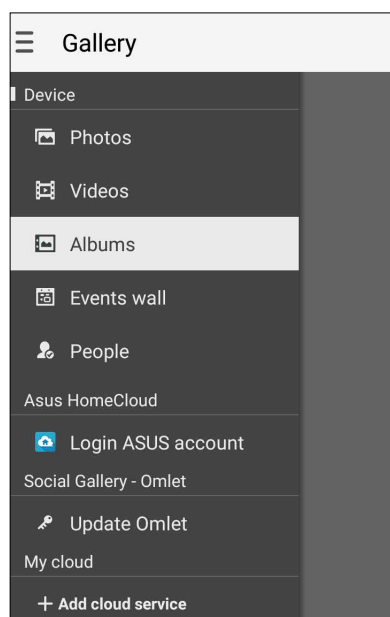 Gallery
Device
Photos
Videos
Albums
Events wall
People
Asus HomeCloud
Login ASUS account
Social Gallery - Omlet
Update Omlet
My cloud
+ Add cloud service